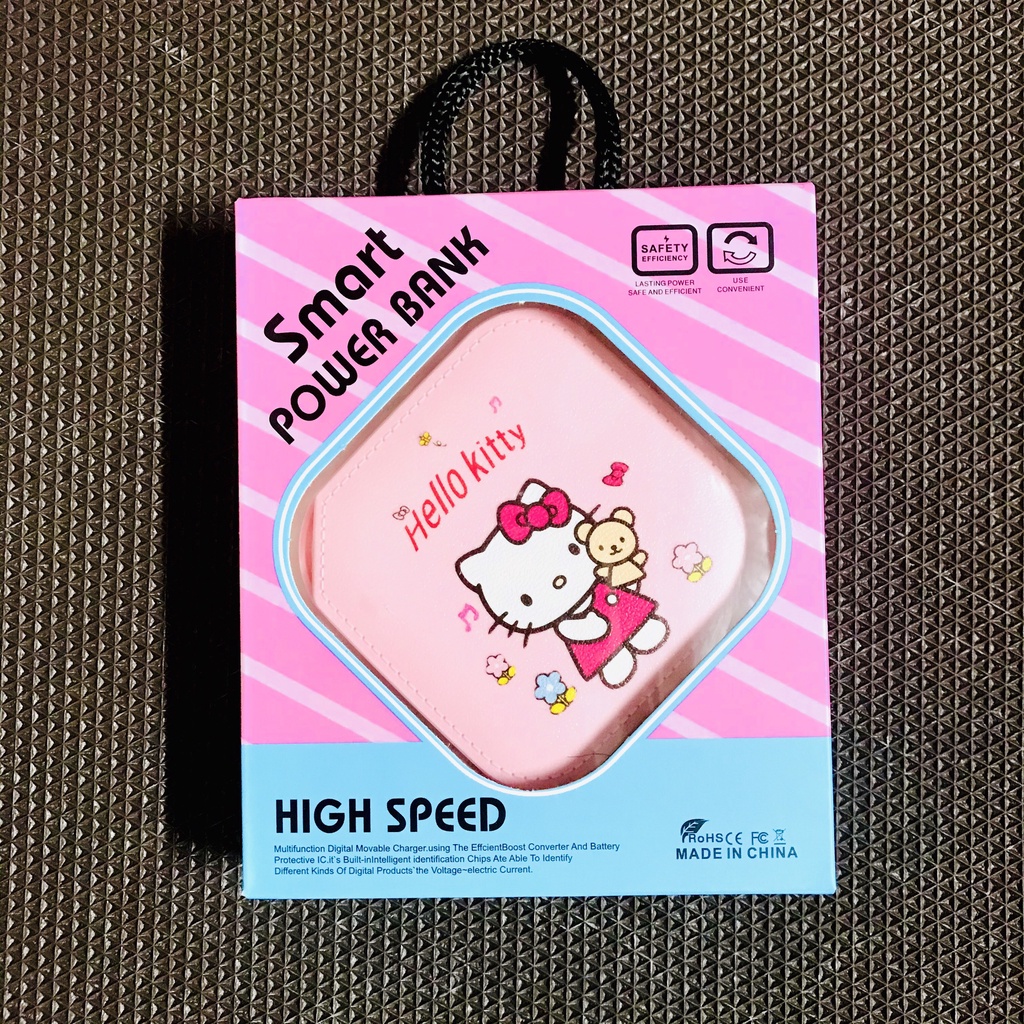 Smart
POWER BANK
SAFETY
EFFICIENCY
LASTING POWER
SAFE AND EFFICIENT
USE
CONVENIENT
Hello kitty
HIGH SPEED
Multifunction Digital Movable Charger.using The EffcientBoost Converter And Battery
Protective IC.it's Built-inIntelligent identification Chips Ate Able To Identify
Different Kinds Of Digital Products'the Voltage~electric Current.
RoHS CE FC
MADE IN CHINA